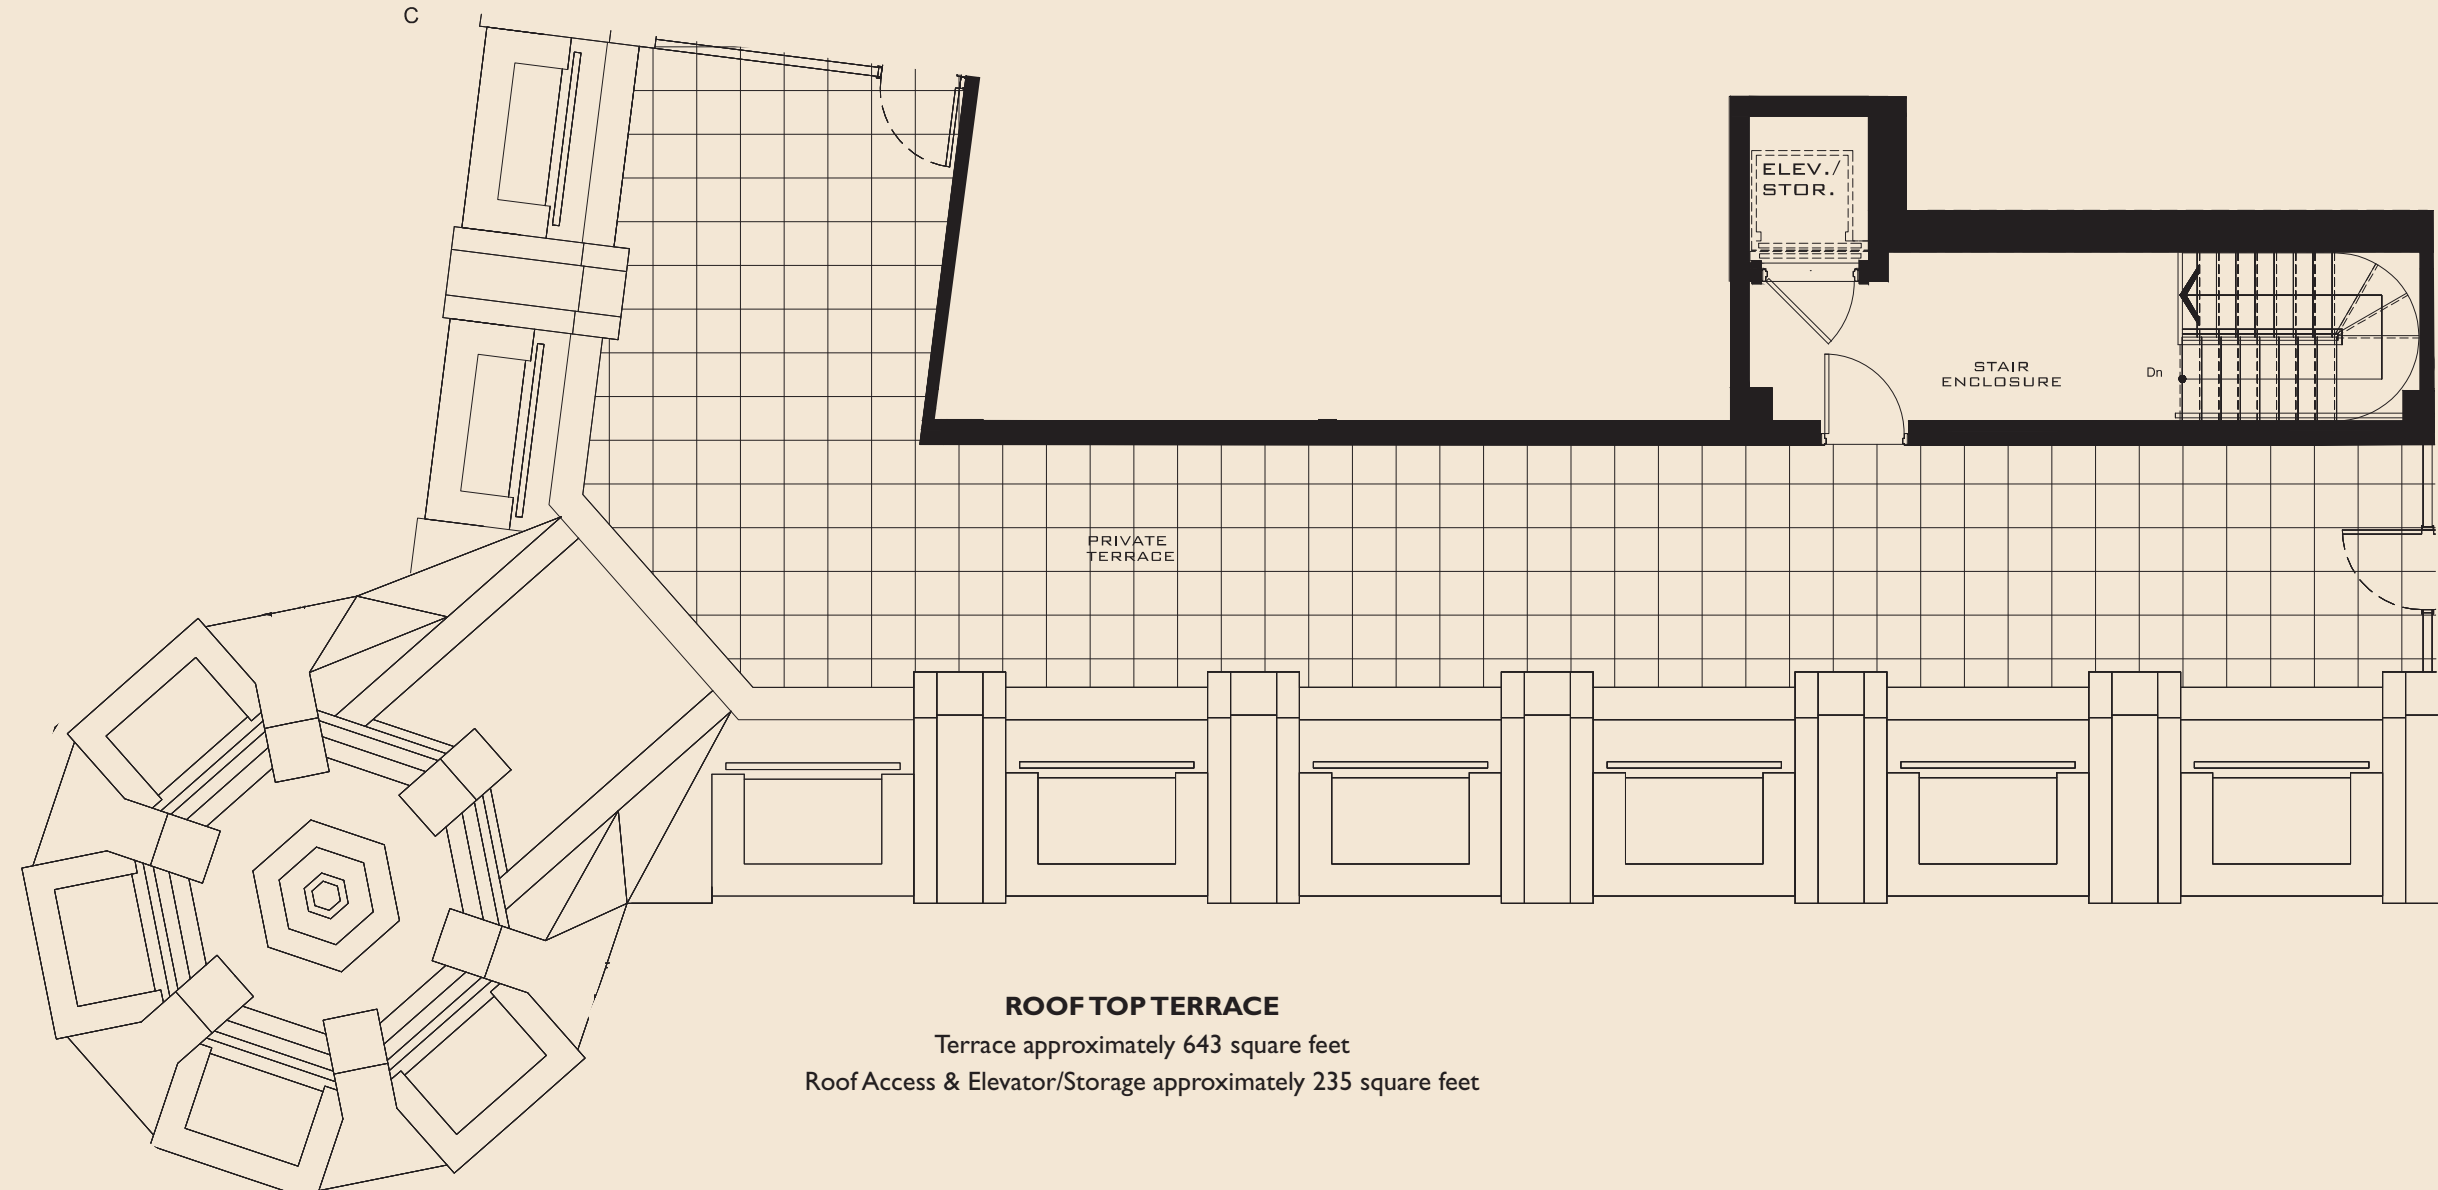 C
ELEV./
STOR.
STAIR
ENCLOSURE
Dn
PRIVATE
TERRACE
ROOF TOP TERRACE
Terrace approximately 643 square feet
Roof Access & Elevator/Storage approximately 235 square feet